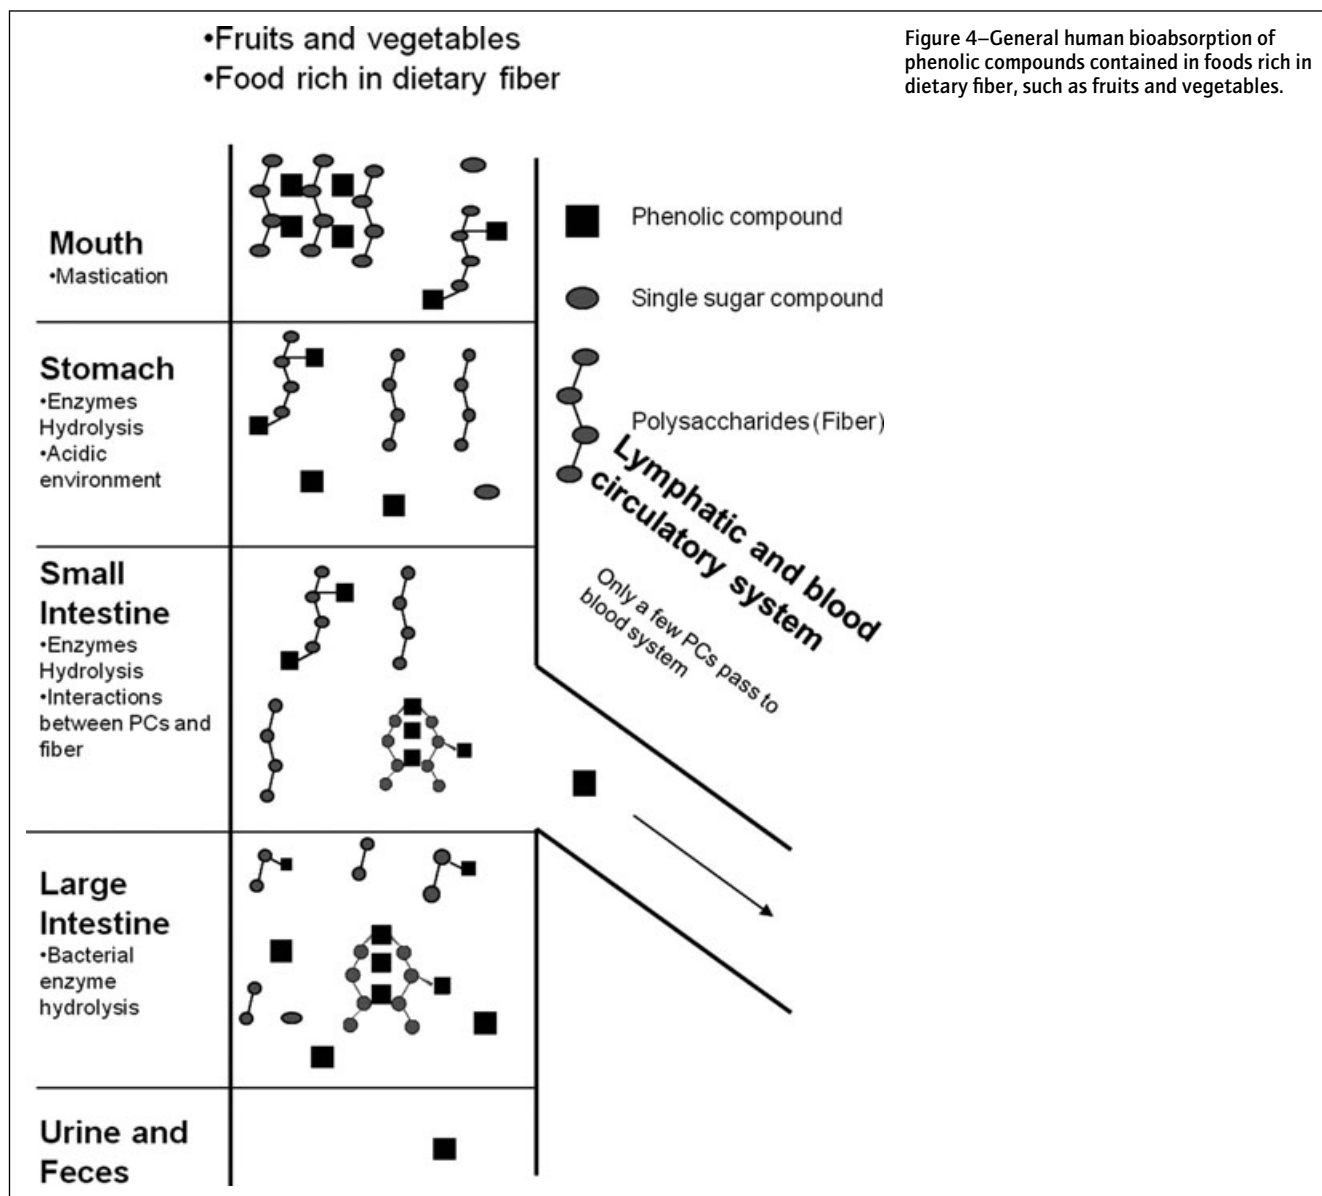 •Fruits and vegetables
•Food rich in dietary fiber
Figure 4–General human bioabsorption of
phenolic compounds contained in foods rich in
dietary fiber, such as fruits and vegetables.
Mouth
•Mastication
Phenolic compound
Single sugar compound
Polysaccharides (Fiber)
Stomach
•Enzymes
Hydrolysis
•Acidic
environment
Lymphatic and blood
circulatory system
Only a few PCs pass to
blood system
Small
Intestine
•Enzymes
Hydrolysis
•Interactions
between PCs and
fiber
Large
Intestine
•Bacterial
enzyme
hydrolysis
Urine and
Feces